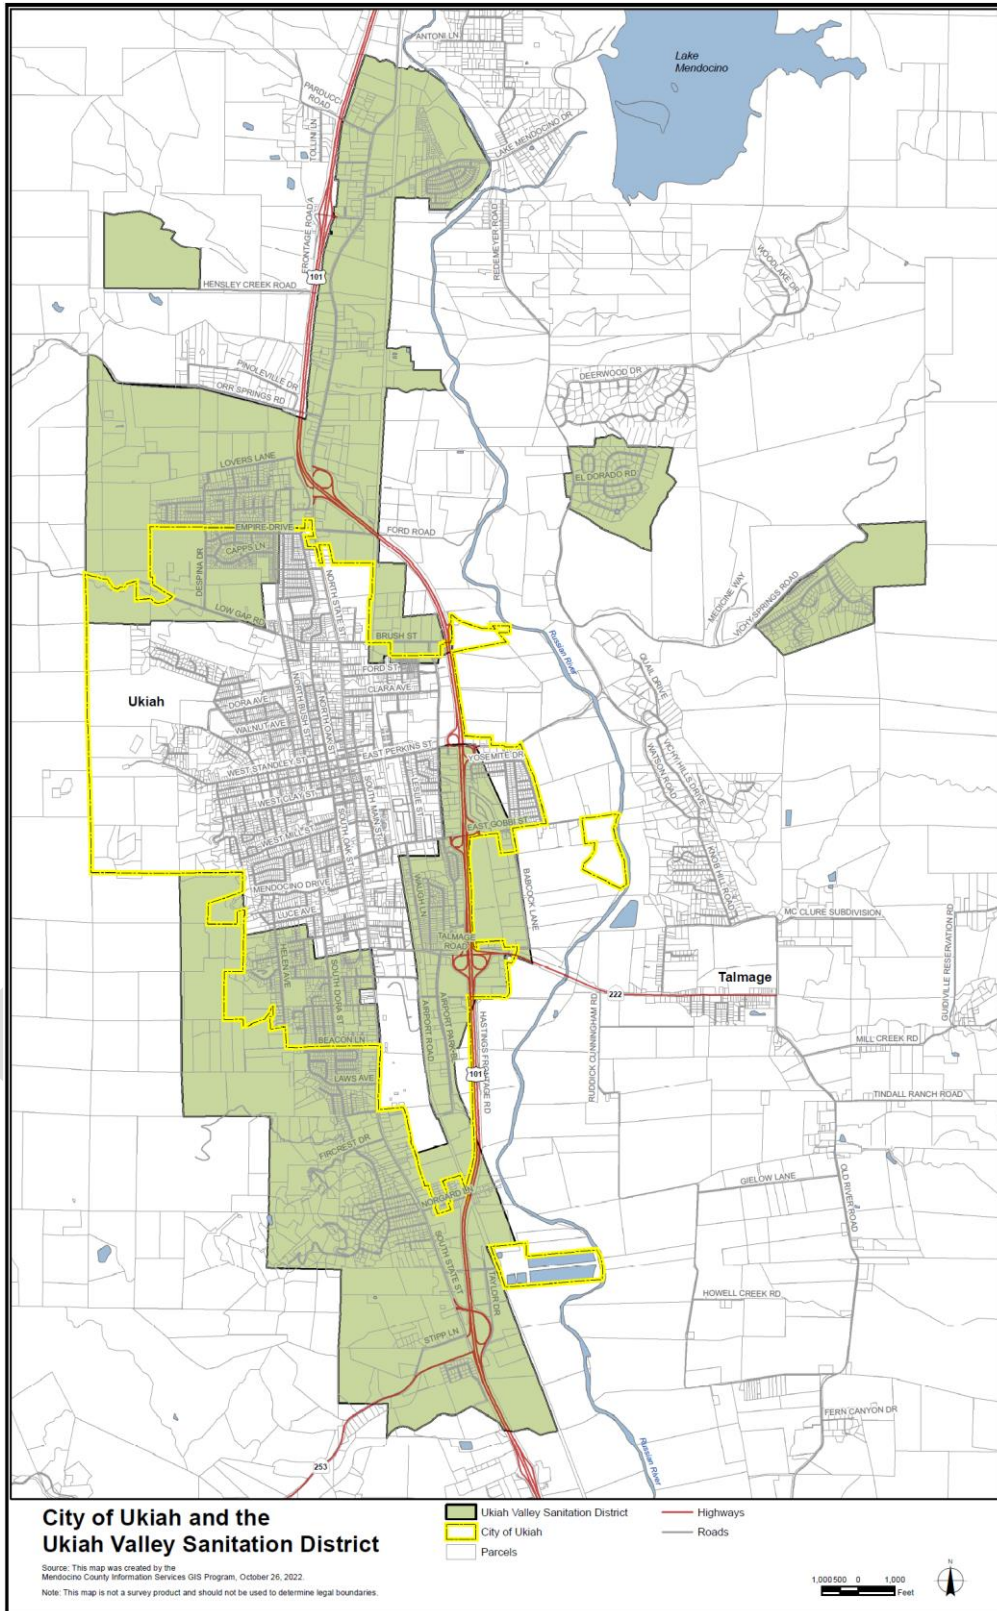 ANTONI LN
Lake
Mendocino
PARDUCCI
ROAD
TOLLINI LN
LAKE MENDOCINO DR
FRONTAGE ROAD A
REDEMEYER ROAD
WOODLAKE DR
101
HENSLEY CREEK ROAD
PINOLEVILLE DR
ORR SPRINGS RD
DEERWOOD DR
LOVERS LANE
EL DORADO RD
EMPIRE DRIVE
FORD ROAD
CAPPS LN
DESPINA DR
NORTH STATE ST
MEDICINE WAY
VICHY SPRINGS ROAD
LOW GAP RD
BRUSH ST
Russian River
FORD ST
CLARA AVE
QUAIL DRIVE
Ukiah
DORA AVE
WALNUT AVE
NORTH BUSH ST
NORTH OAK ST
VICHY HILLS DRIVE
WATSON ROAD
EAST PERKINS ST
YOSEMITE DR
WEST STANDLEY ST
LESLIE ST
SOUTH MAIN ST
WEST CLAY ST
EAST GOBBI ST
WEST MILL ST
SOUTH OAK ST
KNOB HILL ROAD
BABCOCK LANE
MENDOCINO DRIVE
WAUGH LN
LUCE AVE
MC CLURE SUBDIVISION
GUIDIVILLE RESERVATION RD
TALMAGE
ROAD
HELEN AVE
SOUTH DORA ST
Talmage
222
AIRPORT ROAD
AIRPORT PARK BL
HASTINGS FRONTAGE RD
RUDDICK CUNNINGHAM RD
BEACON LN
MILL CREEK RD
LAWS AVE
101
TINDALL RANCH ROAD
FIRCREST DR
GIELOW LANE
OLD RIVER ROAD
NORGARD LN
SOUTH STATE ST
TAYLOR DR
HOWELL CREEK RD
STIPP LN
FERN CANYON DR
253
Russian River
City of Ukiah and the
Ukiah Valley Sanitation District
Source: This map was created by the
Mendocino County Information Services GIS Program, October 26, 2022.
Note: This map is not a survey product and should not be used to determine legal boundaries.
Ukiah Valley Sanitation District
City of Ukiah
Parcels
Highways
Roads
N
1,000 500 0 1,000
Feet